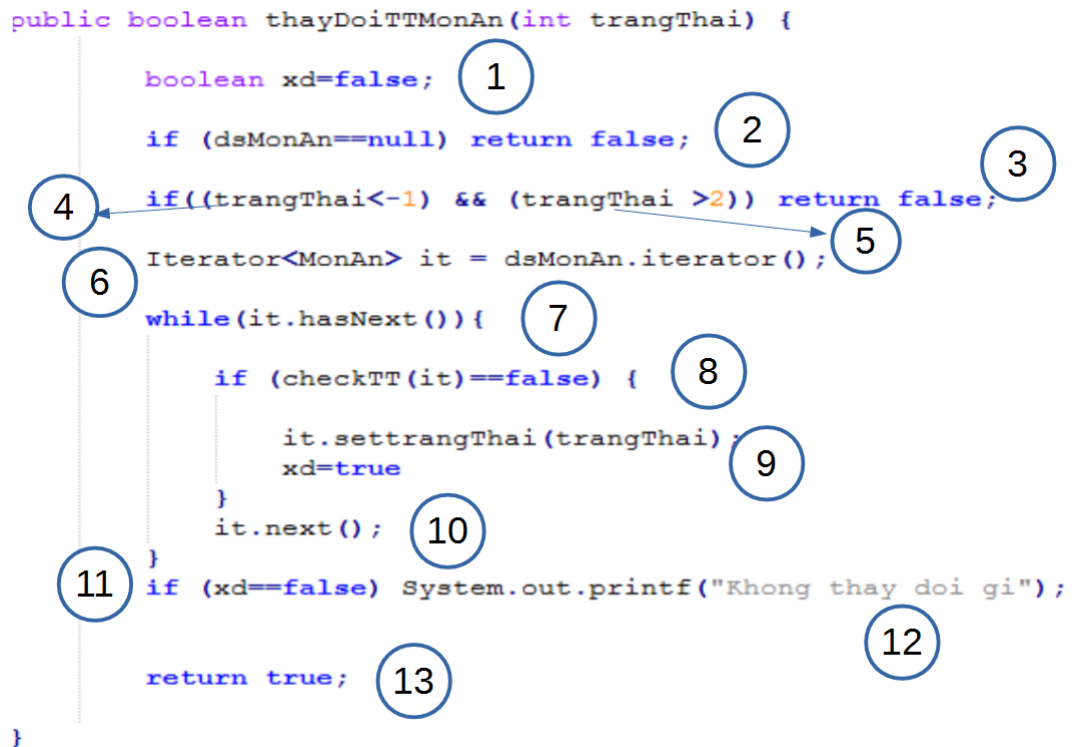 public boolean thayDoiTTMonAn(int trangThai) {
boolean xd=false; 1
if (dsMonAn==null) return false; 2
3
4 if((trangThai<-1) && (trangThai >2)) return false;
5
6 Iterator<MonAn> it = dsMonAn.iterator();
while(it.hasNext()){ 7
if (checkTT(it)==false) { 8
it.settrangThai(trangThai);
xd=true 9
}
it.next(); 10
}
11 if (xd==false) System.out.printf("Khong thay doi gi");
12
return true; 13
}